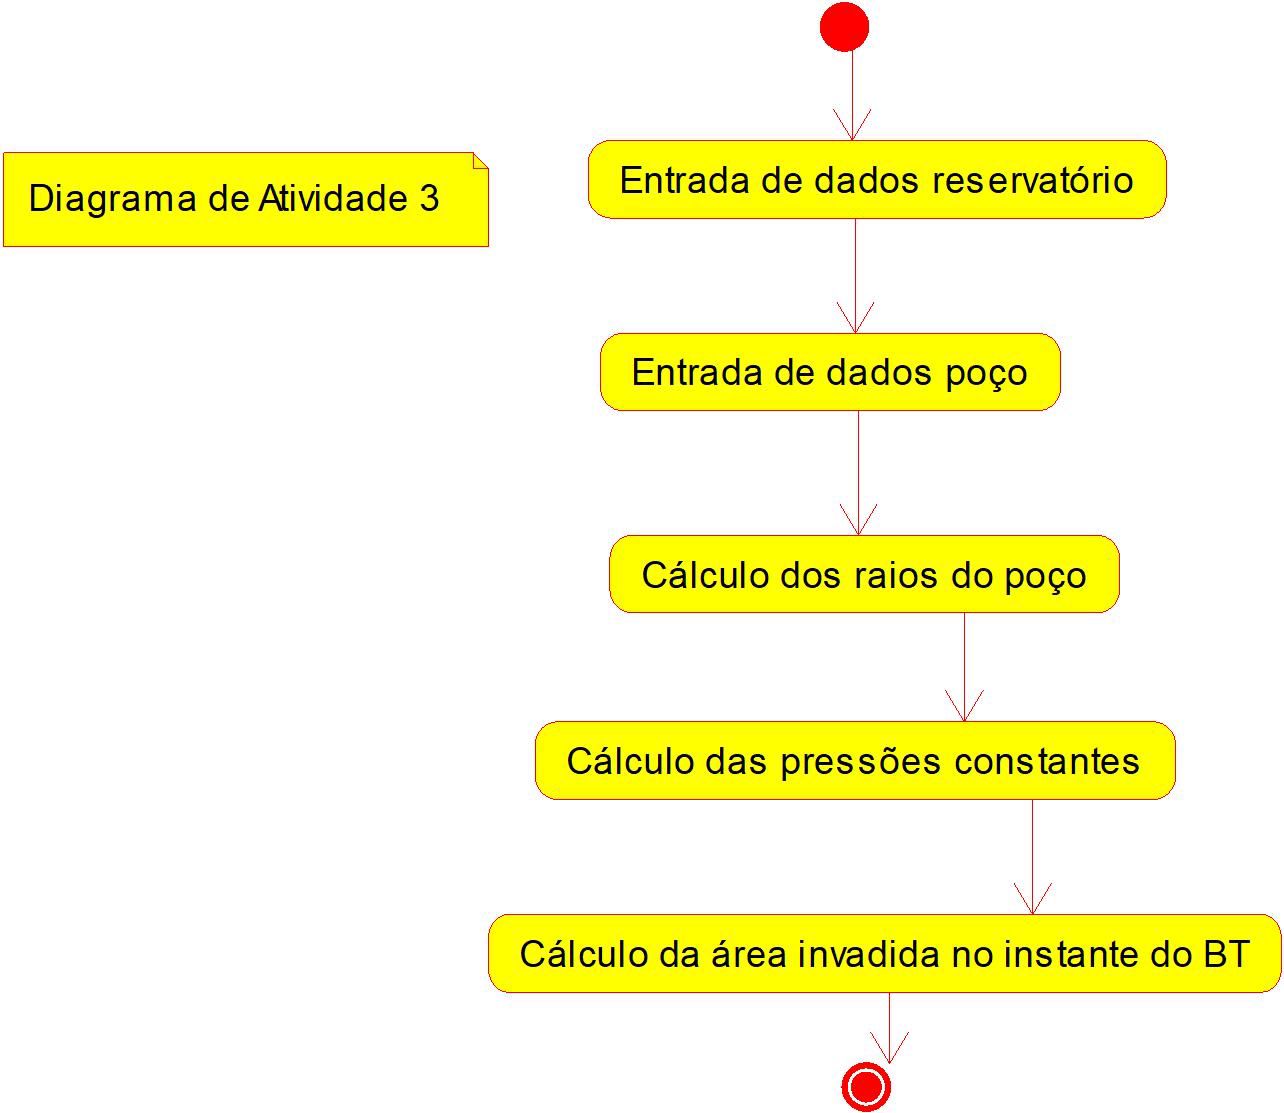 Diagrama de Atividade 3
Entrada de dados reservatório
Entrada de dados poço
Cálculo dos raios do poço
Cálculo das pressões constantes
Cálculo da área invadida no instante do BT